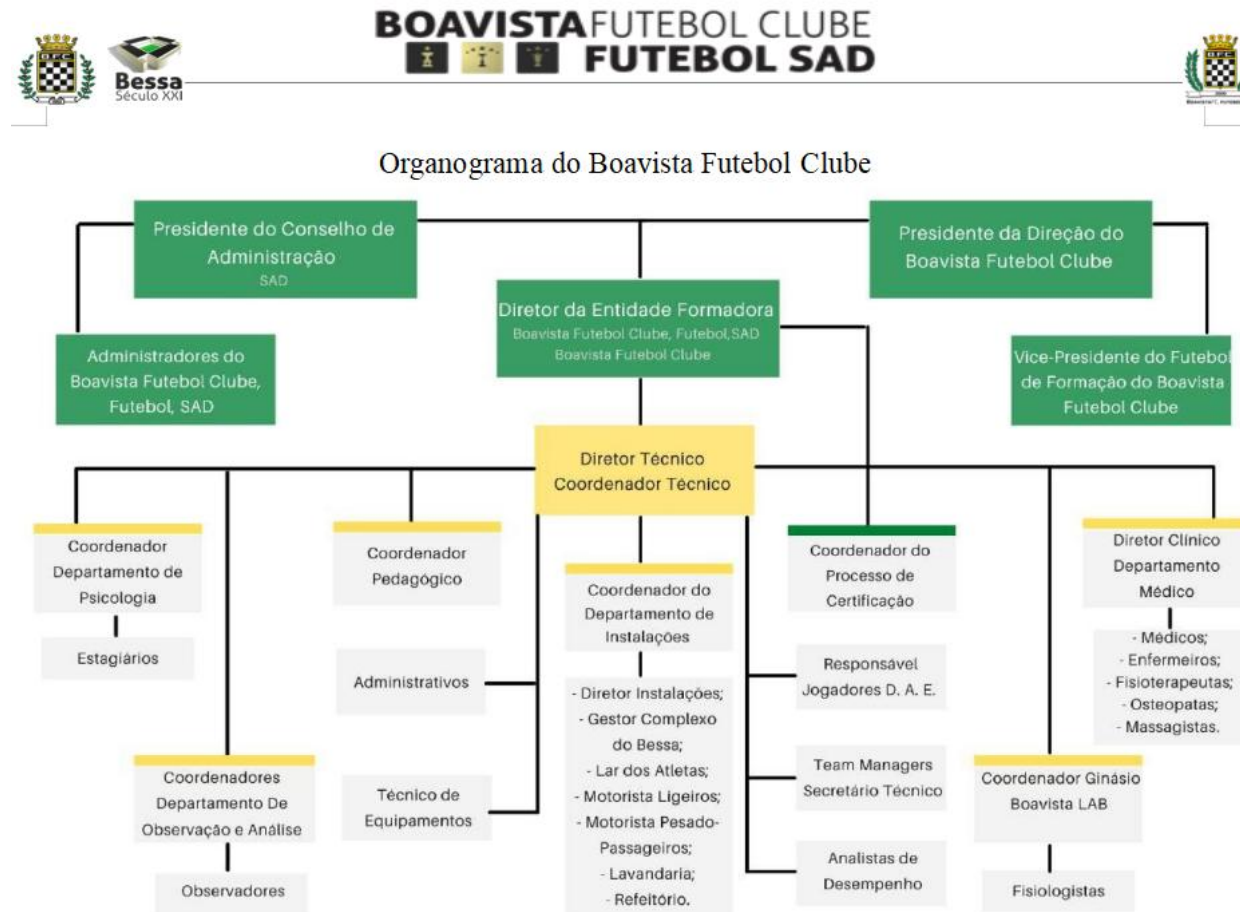 BOAVISTA FUTEBOL CLUBE
FUTEBOL SAD
B.F.C
Bessa
Século XXI
Organograma do Boavista Futebol Clube
Presidente do Conselho de
Administração
SAD
Presidente da Direção do
Boavista Futebol Clube
Diretor da Entidade Formadora
Boavista Futebol Clube, Futebol,SAD
Boavista Futebol Clube
Administradores do
Boavista Futebol Clube,
Futebol, SAD
Vice-Presidente do Futebol
de Formação do Boavista
Futebol Clube
Diretor Técnico
Coordenador Técnico
Coordenador
Departamento de
Psicologia
Estagiários
Coordenador
Pedagógico
Coordenador do
Departamento de
Instalações
Coordenador do
Processo de
Certificação
Diretor Clínico
Departamento
Médico
- Médicos;
- Enfermeiros;
- Fisioterapeutas;
- Osteopatas;
- Massagistas.
Administrativos
- Diretor Instalações;
- Gestor Complexo
do Bessa;
- Lar dos Atletas;
- Motorista Ligeiros;
- Motorista Pesado-
Passageiros;
- Lavandaria;
- Refeitório.
Responsável
Jogadores D. A. E.
Coordenadores
Departamento De
Observação e Análise
Observadores
Técnico de
Equipamentos
Team Managers
Secretário Técnico
Analistas de
Desempenho
Coordenador Ginásio
Boavista LAB
Fisiologistas